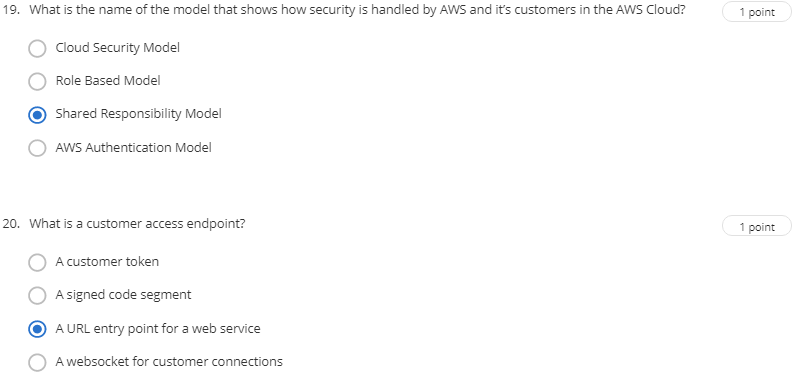 19. What is the name of the model that shows how security is handled by AWS and it's customers in the AWS Cloud?
1 point
Cloud Security Model
Role Based Model
Shared Responsibility Model
AWS Authentication Model
20. What is a customer access endpoint?
1 point
A customer token
A signed code segment
A URL entry point for a web service
A websocket for customer connections